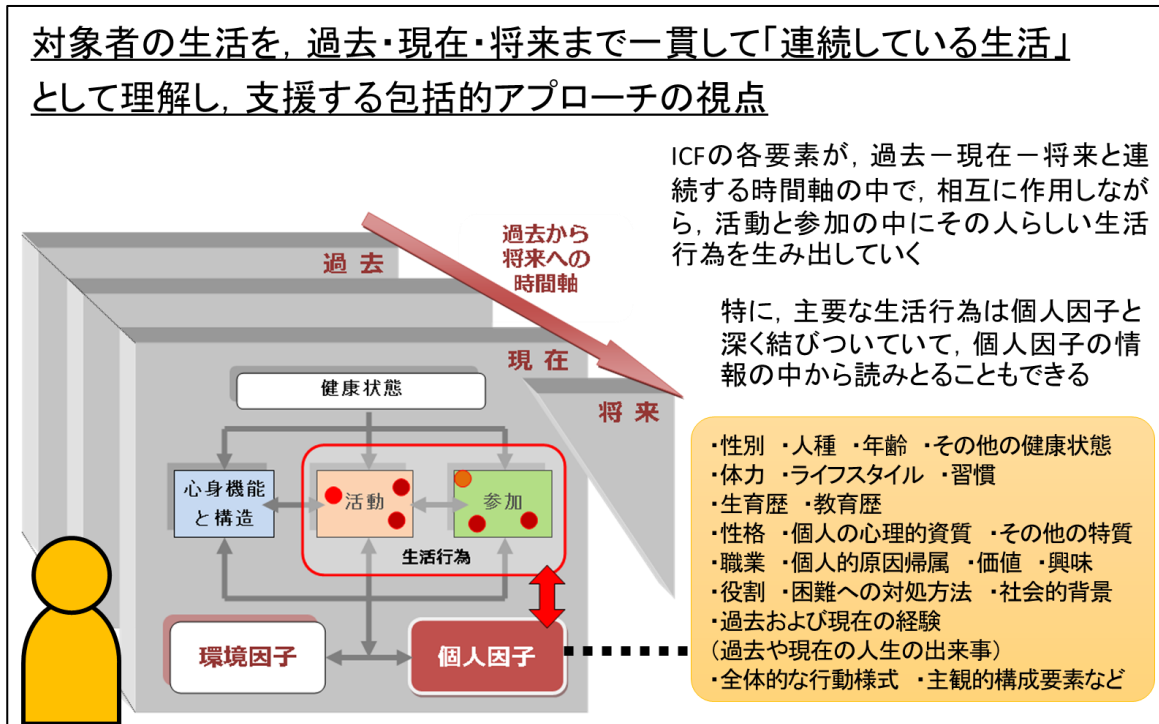 対象者の生活を，過去・現在・将来まで一貫して「連続している生活」
として理解し，支援する包括的アプローチの視点
ICFの各要素が，過去－現在－将来と連
続する時間軸の中で，相互に作用しなが
ら，活動と参加の中にその人らしい生活
行為を生み出していく
特に，主要な生活行為は個人因子と
深く結びついていて，個人因子の情
報の中から読みとることもできる
過去から
将来への
時間軸
過 去
現 在
将 来
健康状態
心身機能
と構造
活動
参加
生活行為
環境因子
個人因子
・性別 ・人種 ・年齢 ・その他の健康状態
・体力 ・ライフスタイル ・習慣
・生育歴 ・教育歴
・性格 ・個人の心理的資質 ・その他の特質
・職業 ・個人的原因帰属 ・価値 ・興味
・役割 ・困難への対処方法 ・社会的背景
・過去および現在の経験
（過去や現在の人生の出来事）
・全体的な行動様式 ・主観的構成要素など